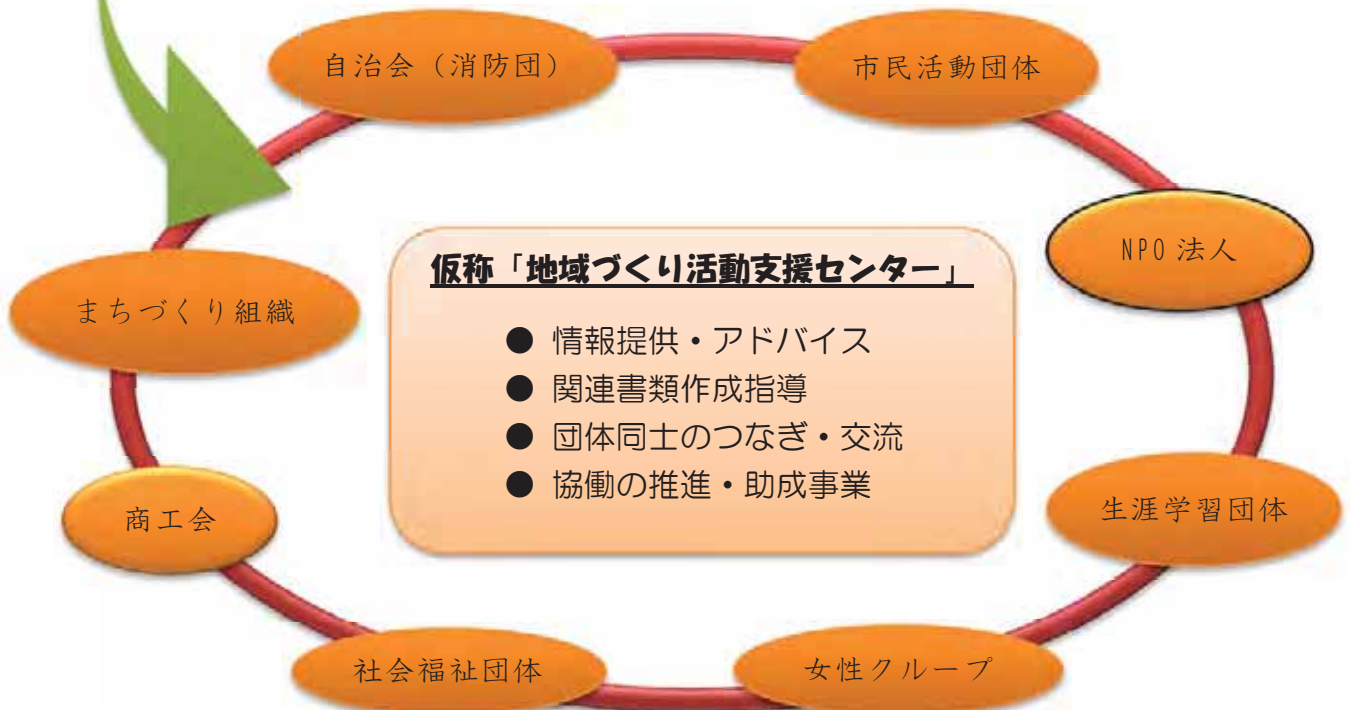 自治会（消防団）
市民活動団体
NPO 法人
まちづくり組織
仮称「地域づくり活動支援センター」
● 情報提供・アドバイス
● 関連書類作成指導
● 団体同士のつなぎ・交流
● 協働の推進・助成事業
商工会
生涯学習団体
社会福祉団体
女性クループ